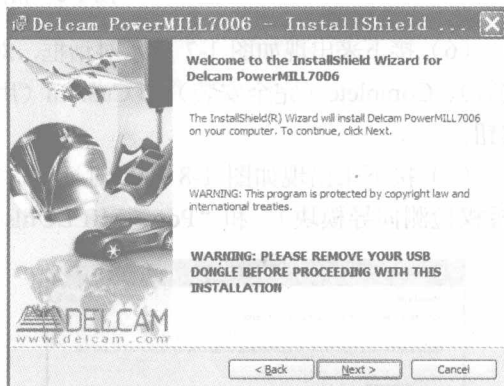 Delcam PowerMILL7006 - InstallShield ...
Welcome to the InstallShield Wizard for
Delcam PowerMILL7006
The InstallShield(R) Wizard will install Delcam PowerMILL7006
on your computer. To continue, click Next.
WARNING: This program is protected by copyright law and
international treaties.
WARNING: PLEASE REMOVE YOUR USB
DONGLE BEFORE PROCEEDING WITH THIS
INSTALLATION
DELCAM
www.delcam.com
< Back
Next >
Cancel